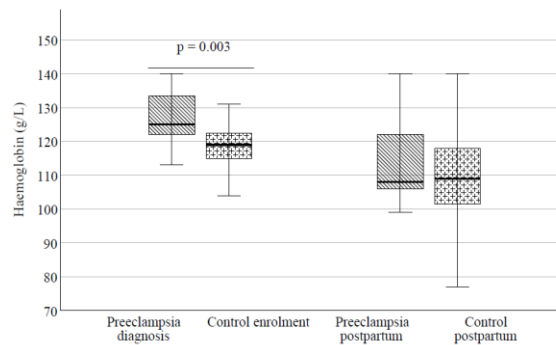 p = 0.003
Haemoglobin (g/L)
150
140
130
120
110
100
90
80
70
Preeclampsia diagnosis
Control enrolment
Preeclampsia postpartum
Control postpartum